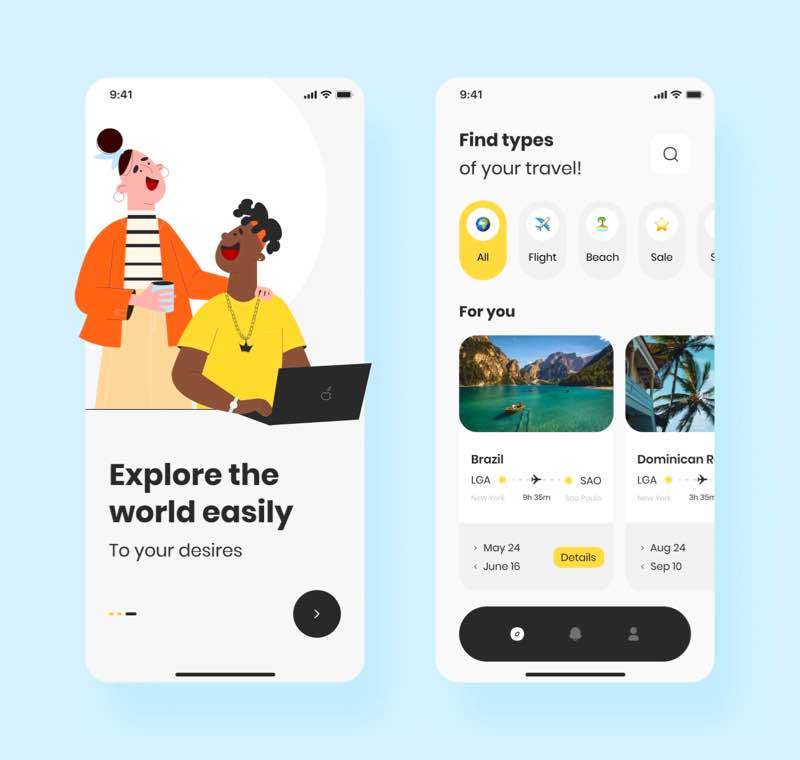 9:41
Explore the
world easily
To your desires
9:41
Find types
of your travel!
All Flight Beach Sale S
For you
Brazil
LGA SAO
New York 9h 35m Sao Paulo
May 24
June 16
Details
Dominican R
LGA
New York 3h 35m
Aug 24
Sep 10